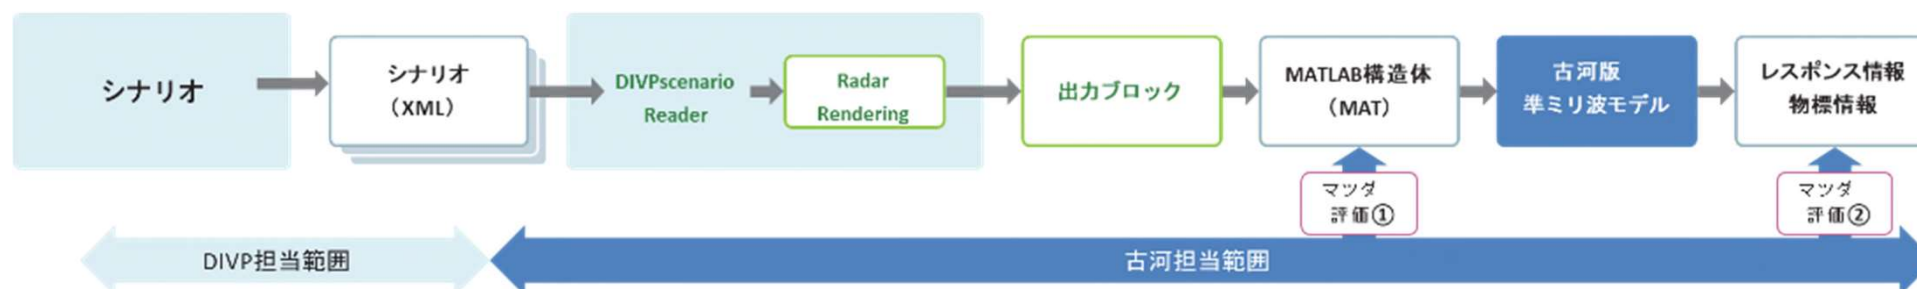 シナリオ
シナリオ
（XML）
DIVPscenario
Reader
Radar
Rendering
出力ブロック
MATLAB構造体
（MAT）
古河版
準ミリ波モデル
レスポンス情報
物標情報
マツダ
評価①
マツダ
評価②
DIVP担当範囲
古河担当範囲